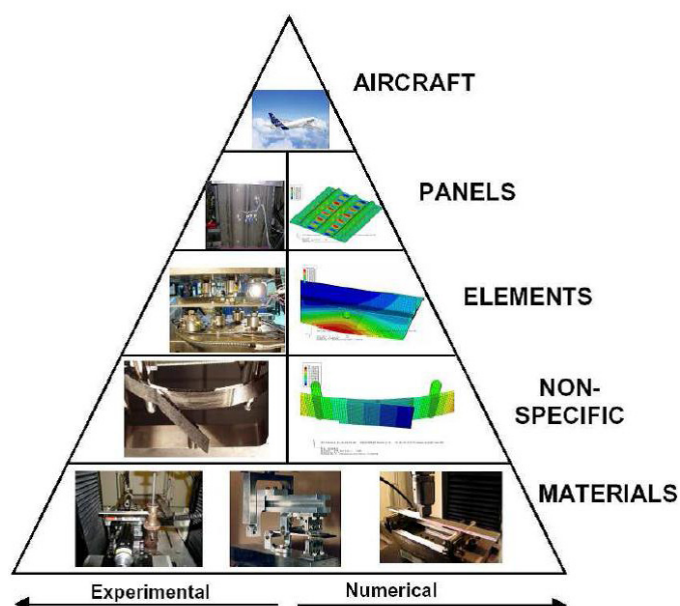 AIRCRAFT
PANELS
ELEMENTS
NON-
SPECIFIC
MATERIALS
Experimental
Numerical